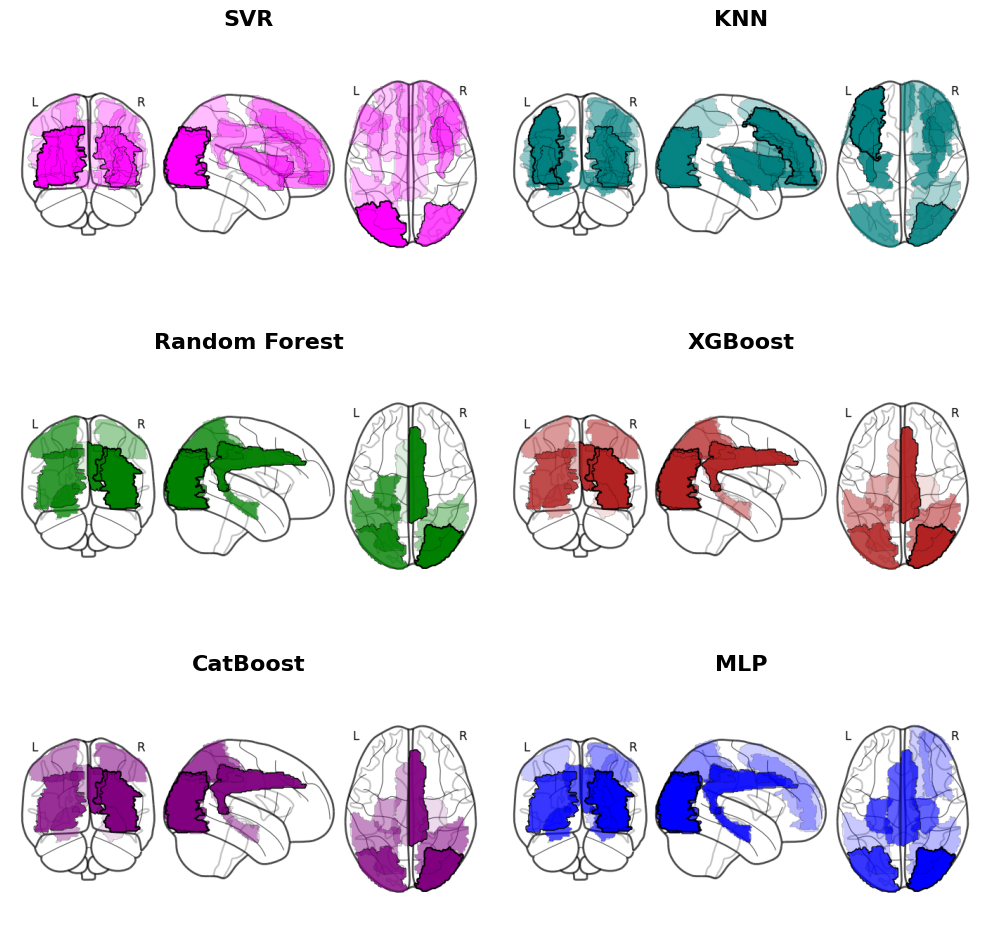 SVR
KNN
L R L R
L R L R
Random Forest
XGBoost
L R L R
L R L R
CatBoost
MLP
L R L R
L R L R